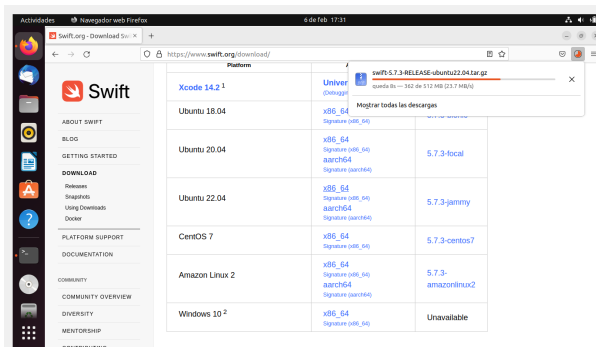 Actividades
Navegador web Firefox
6 de feb 17:31
Swift.org - Download Sw
https://www.swift.org/download/
swift-5.7.3-RELEASE-ubuntu22.04.tar.gz
queda 8s — 362 de 512 MB (23.7 MB/s)
Mostrar todas las descargas
Swift
ABOUT SWIFT
BLOG
GETTING STARTED
DOWNLOAD
Releases
Snapshots
Using Downloads
Docker
PLATFORM SUPPORT
DOCUMENTATION
COMMUNITY
COMMUNITY OVERVIEW
DIVERSITY
MENTORSHIP
Platform
Xcode 14.2 1
Ubuntu 18.04
x86_64
Signature (x86_64)
Ubuntu 20.04
x86_64
Signature (x86_64)
aarch64
Signature (aarch64)
5.7.3-focal
Ubuntu 22.04
x86_64
Signature (x86_64)
aarch64
Signature (aarch64)
5.7.3-jammy
CentOS 7
x86_64
Signature (x86_64)
5.7.3-centos7
Amazon Linux 2
x86_64
Signature (x86_64)
aarch64
Signature (aarch64)
5.7.3-
amazonlinux2
Windows 10 2
x86_64
Signature (x86_64)
Unavailable